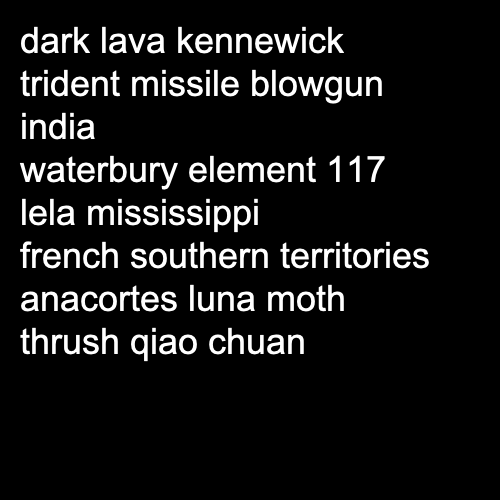 dark lava kennewick
trident missile blowgun
india
waterbury element 117
lela mississippi
french southern territories
anacortes luna moth
thrush qiao chuan